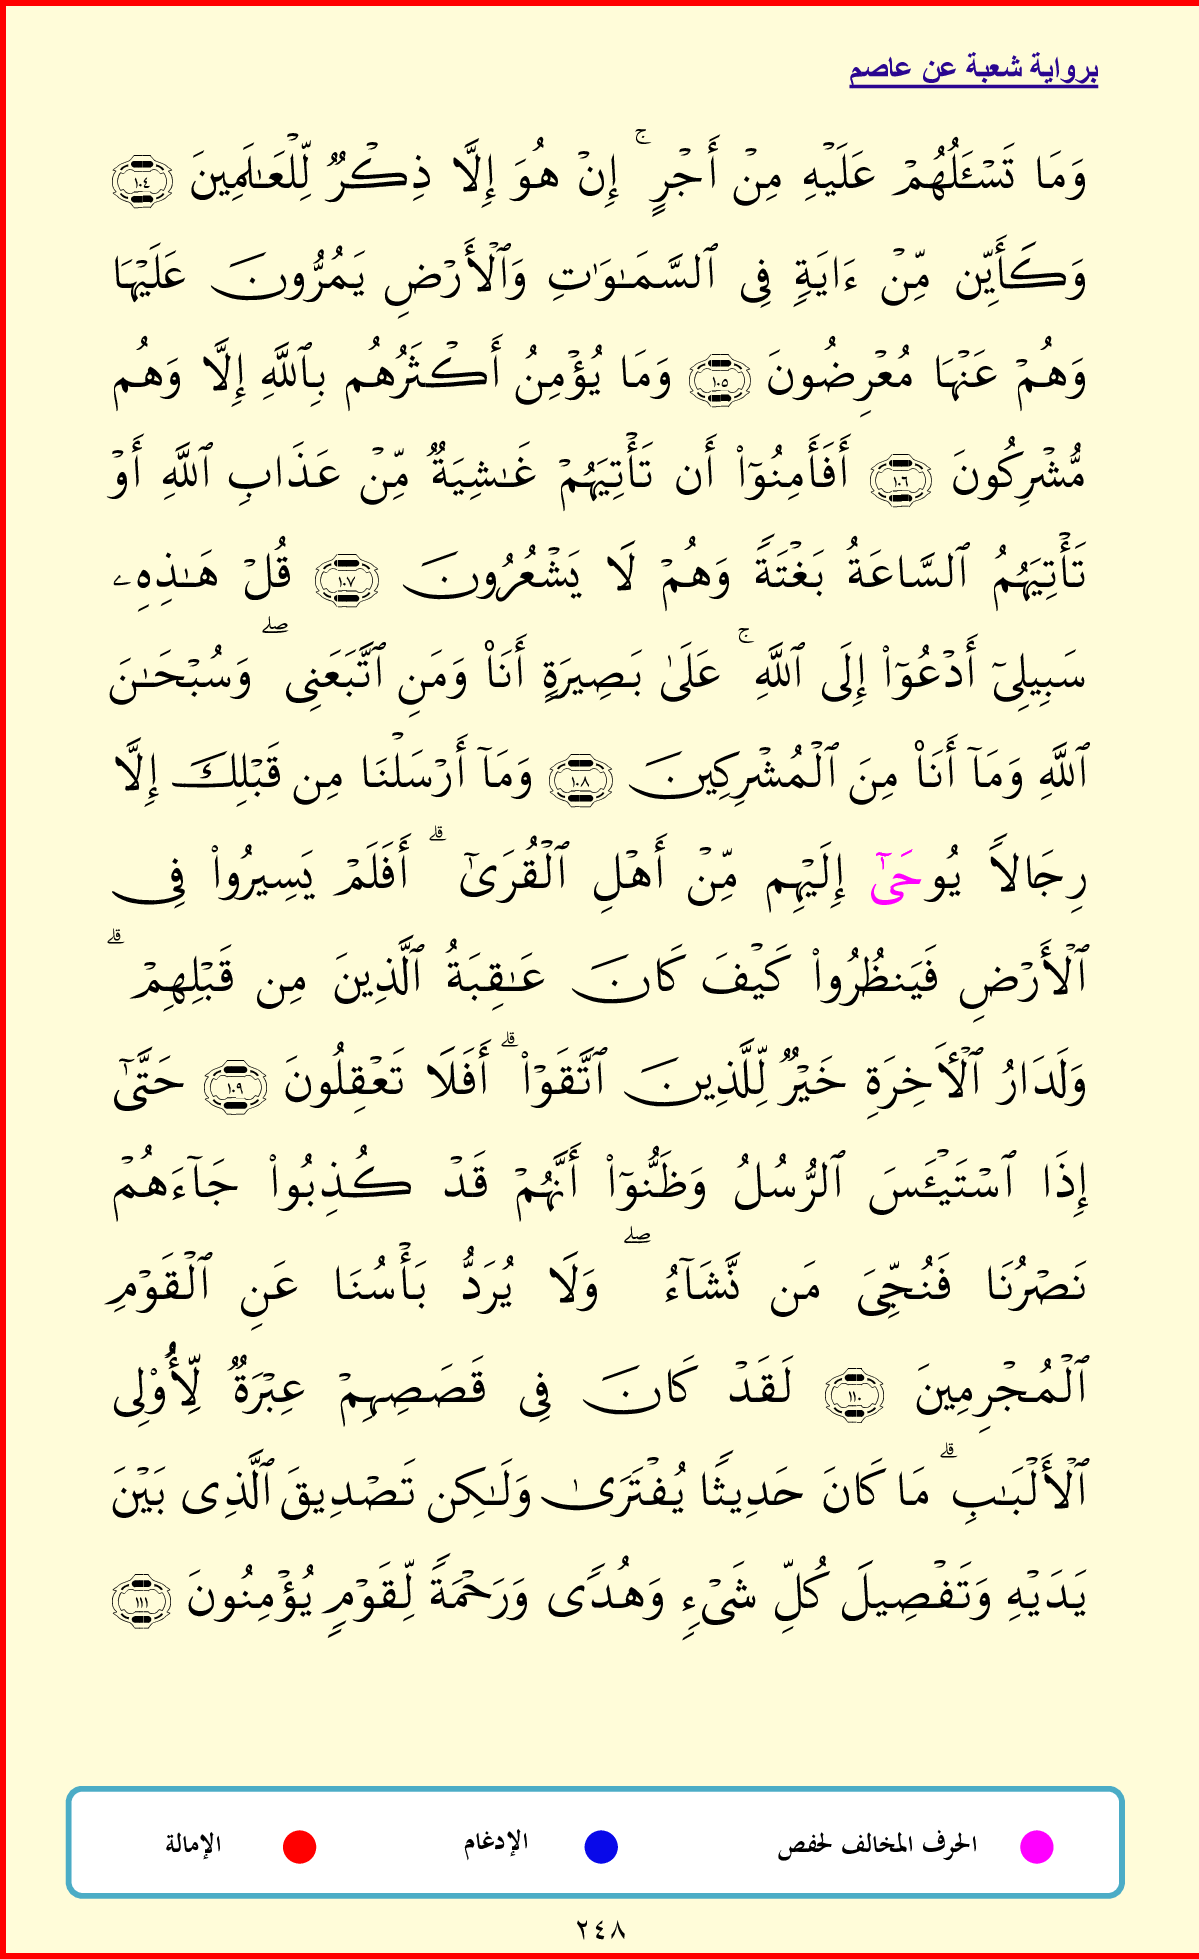 برواية شعبة عن عاصم
وَمَا تَسْـَٔلُهُمْ عَلَيْهِ مِنْ أَجْرٍ ۚ إِنْ هُوَ إِلَّا ذِكْرٌ لِّلْعَـٰلَمِينَ ١٠٤
وَكَأَيِّن مِّنْ ءَايَةٍ فِى ٱلسَّمَـٰوَٰتِ وَٱلْأَرْضِ يَمُرُّونَ عَلَيْهَا
وَهُمْ عَنْهَا مُعْرِضُونَ ١٠٥ وَمَا يُؤْمِنُ أَكْثَرُهُم بِٱللَّهِ إِلَّا وَهُم
مُّشْرِكُونَ ١٠٦ أَفَأَمِنُوٓا۟ أَن تَأْتِيَهُمْ غَـٰشِيَةٌ مِّنْ عَذَابِ ٱللَّهِ أَوْ
تَأْتِيَهُمُ ٱلسَّاعَةُ بَغْتَةً وَهُمْ لَا يَشْعُرُونَ ١٠٧ قُلْ هَـٰذِهِۦ
سَبِيلِىٓ أَدْعُوٓا۟ إِلَى ٱللَّهِ ۚ عَلَىٰ بَصِيرَةٍ أَنَا۠ وَمَنِ ٱتَّبَعَنِى ۖ وَسُبْحَـٰنَ
ٱللَّهِ وَمَآ أَنَا۠ مِنَ ٱلْمُشْرِكِينَ ١٠٨ وَمَآ أَرْسَلْنَا مِن قَبْلِكَ إِلَّا
رِجَالًا يُوحَىٰٓ إِلَيْهِم مِّنْ أَهْلِ ٱلْقُرَىٰٓ ۗ أَفَلَمْ يَسِيرُوا۟ فِى
ٱلْأَرْضِ فَيَنظُرُوا۟ كَيْفَ كَانَ عَـٰقِبَةُ ٱلَّذِينَ مِن قَبْلِهِمْ ۗ
وَلَدَارُ ٱلْـَٔاخِرَةِ خَيْرٌ لِّلَّذِينَ ٱتَّقَوْا۟ ۗ أَفَلَا تَعْقِلُونَ ١٠٩ حَتَّىٰٓ
إِذَا ٱسْتَيْـَٔسَ ٱلرُّسُلُ وَظَنُّوٓا۟ أَنَّهُمْ قَدْ كُذِبُوا۟ جَآءَهُمْ
نَصْرُنَا فَنُجِّىَ مَن نَّشَآءُ ۖ وَلَا يُرَدُّ بَأْسُنَا عَنِ ٱلْقَوْمِ
ٱلْمُجْرِمِينَ ١١٠ لَقَدْ كَانَ فِى قَصَصِهِمْ عِبْرَةٌ لِّأُو۟لِى
ٱلْأَلْبَـٰبِ ۗ مَا كَانَ حَدِيثًا يُفْتَرَىٰ وَلَـٰكِن تَصْدِيقَ ٱلَّذِى بَيْنَ
يَدَيْهِ وَتَفْصِيلَ كُلِّ شَىْءٍ وَهُدًى وَرَحْمَةً لِّقَوْمٍ يُؤْمِنُونَ ١١١
الحرف المخالف لحفص الإدغام الإمالة
٢٤٨